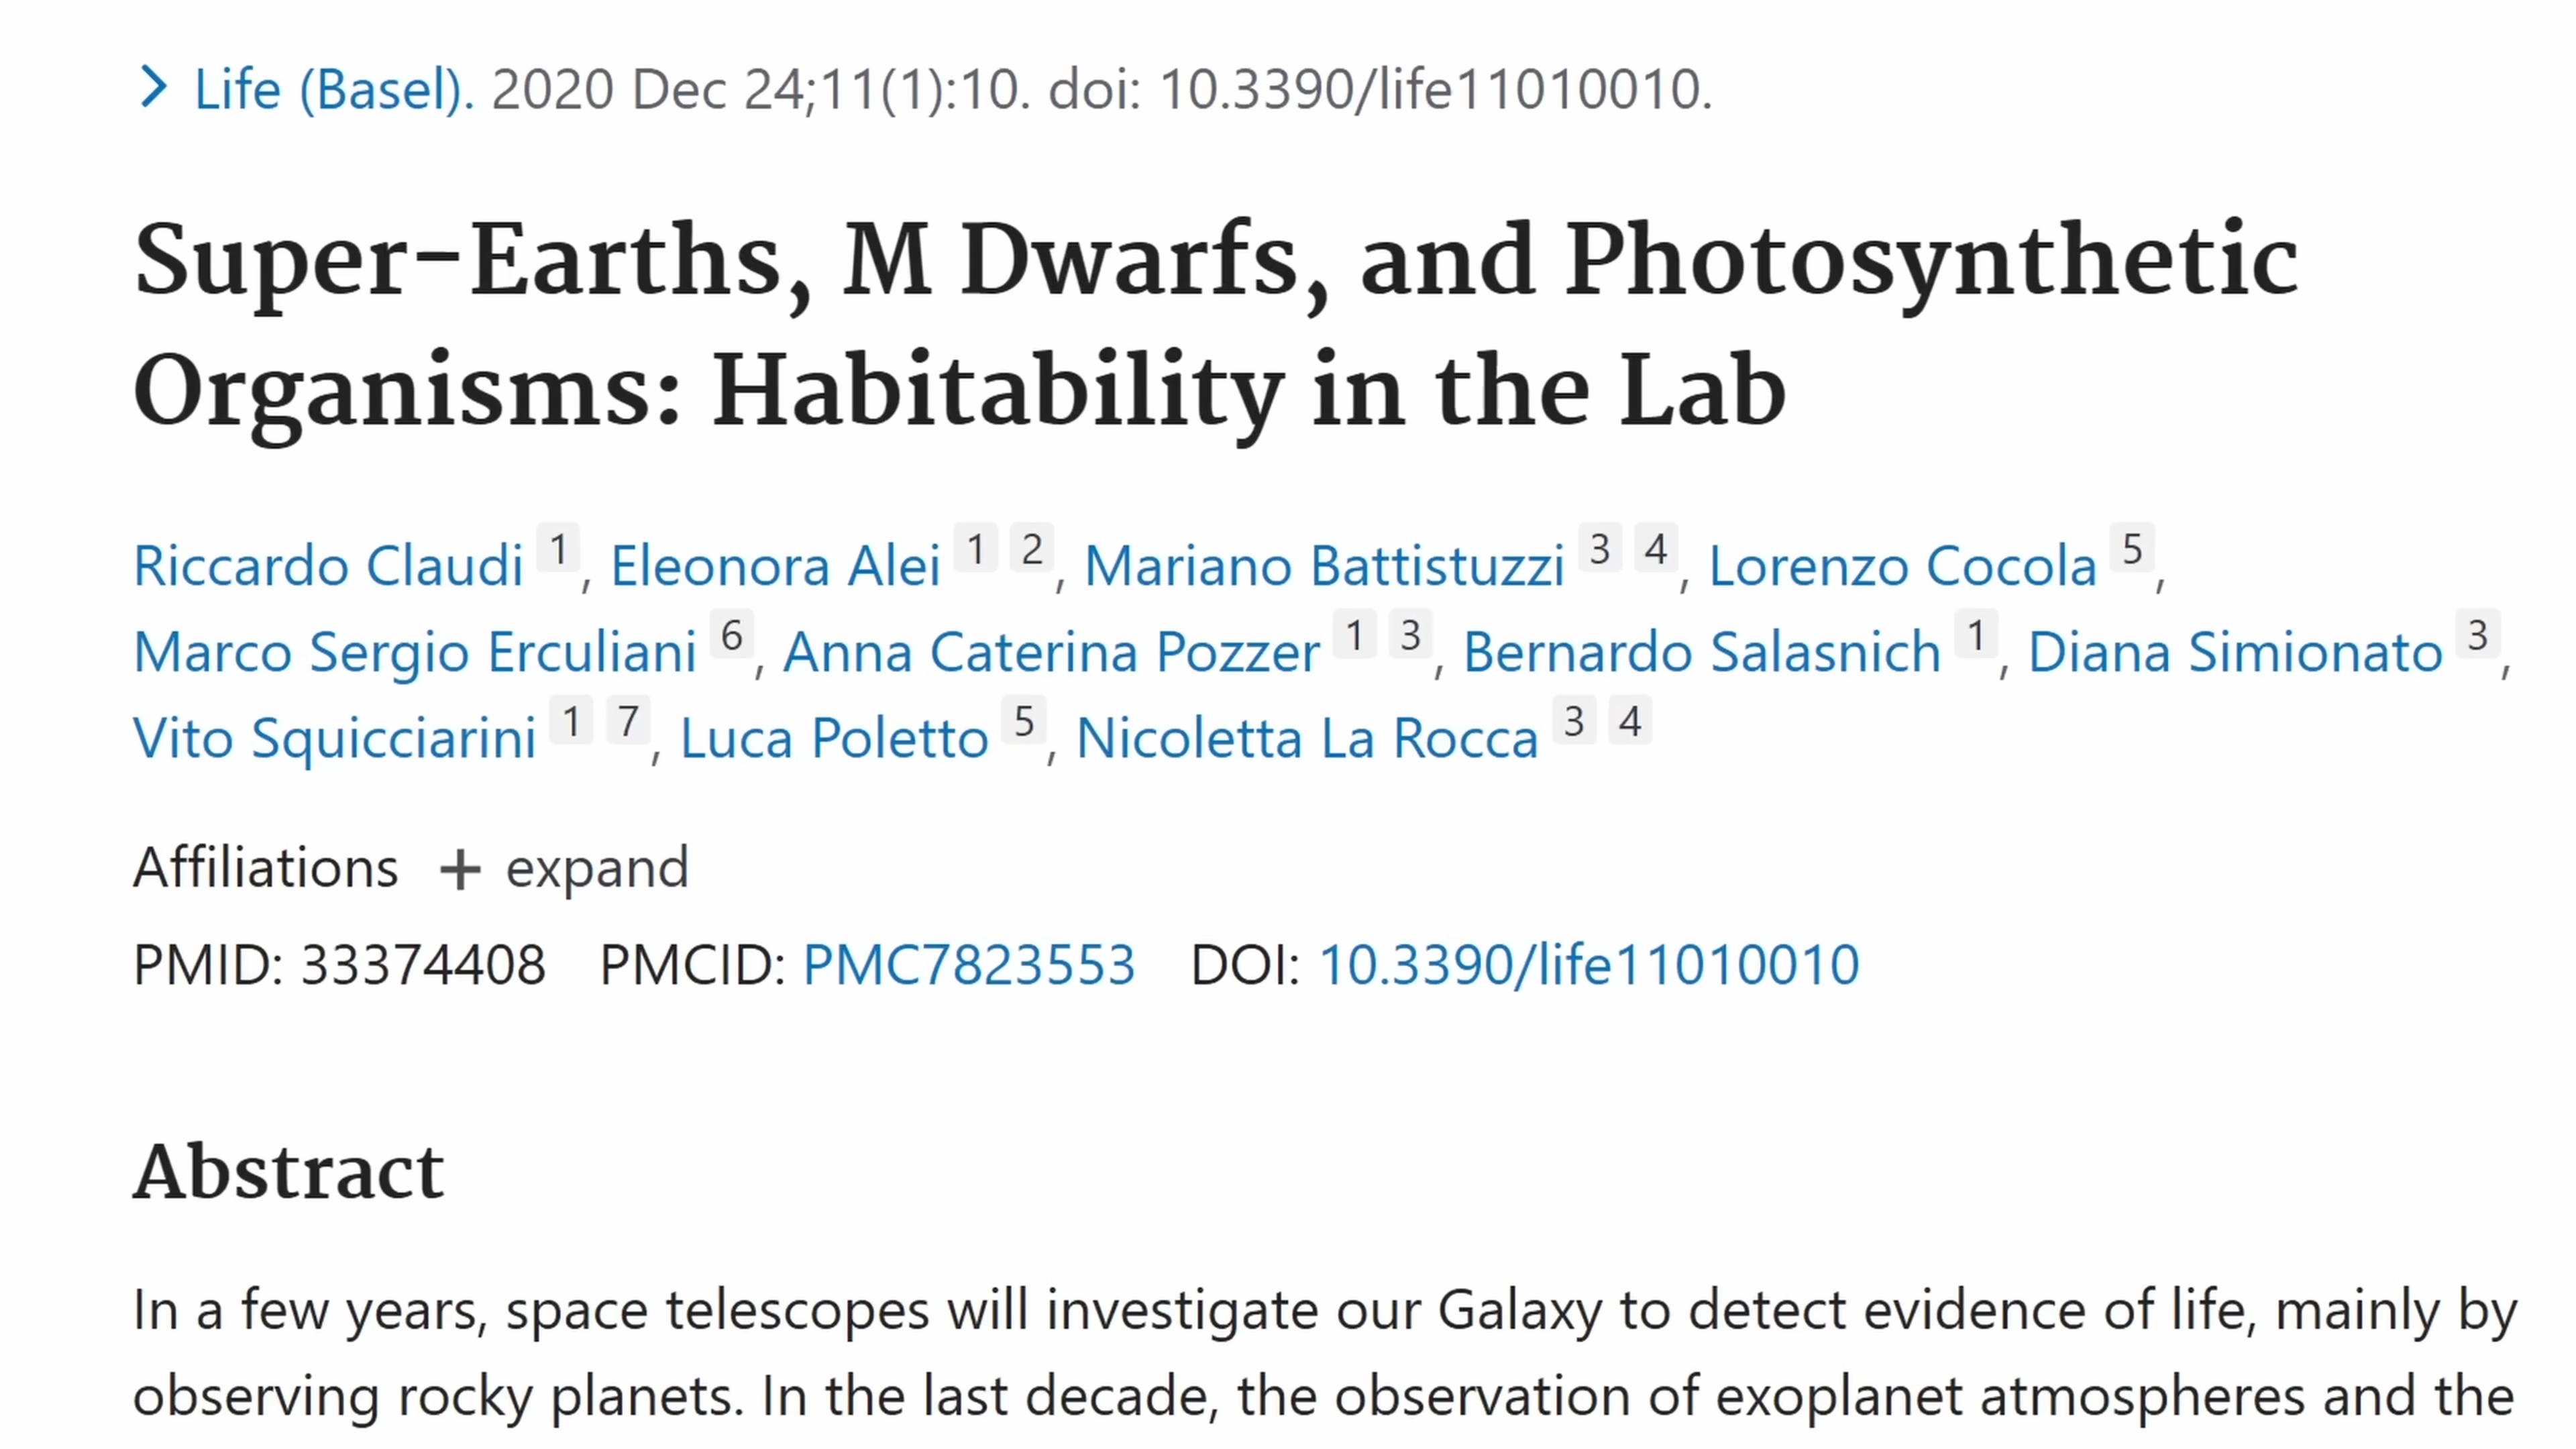 Life (Basel). 2020 Dec 24;11(1):10. doi: 10.3390/life11010010.
Super-Earths, M Dwarfs, and Photosynthetic
Organisms: Habitability in the Lab
Riccardo Claudi 1, Eleonora Alei 1 2, Mariano Battistuzzi 3 4, Lorenzo Cocola 5,
Marco Sergio Erculiani 6, Anna Caterina Pozzer 1 3, Bernardo Salasnich 1, Diana Simionato 3,
Vito Squicciarini 1 7, Luca Poletto 5, Nicoletta La Rocca 3 4
Affiliations + expand
PMID: 33374408 PMCID: PMC7823553 DOI: 10.3390/life11010010
Abstract
In a few years, space telescopes will investigate our Galaxy to detect evidence of life, mainly by
observing rocky planets. In the last decade, the observation of exoplanet atmospheres and the